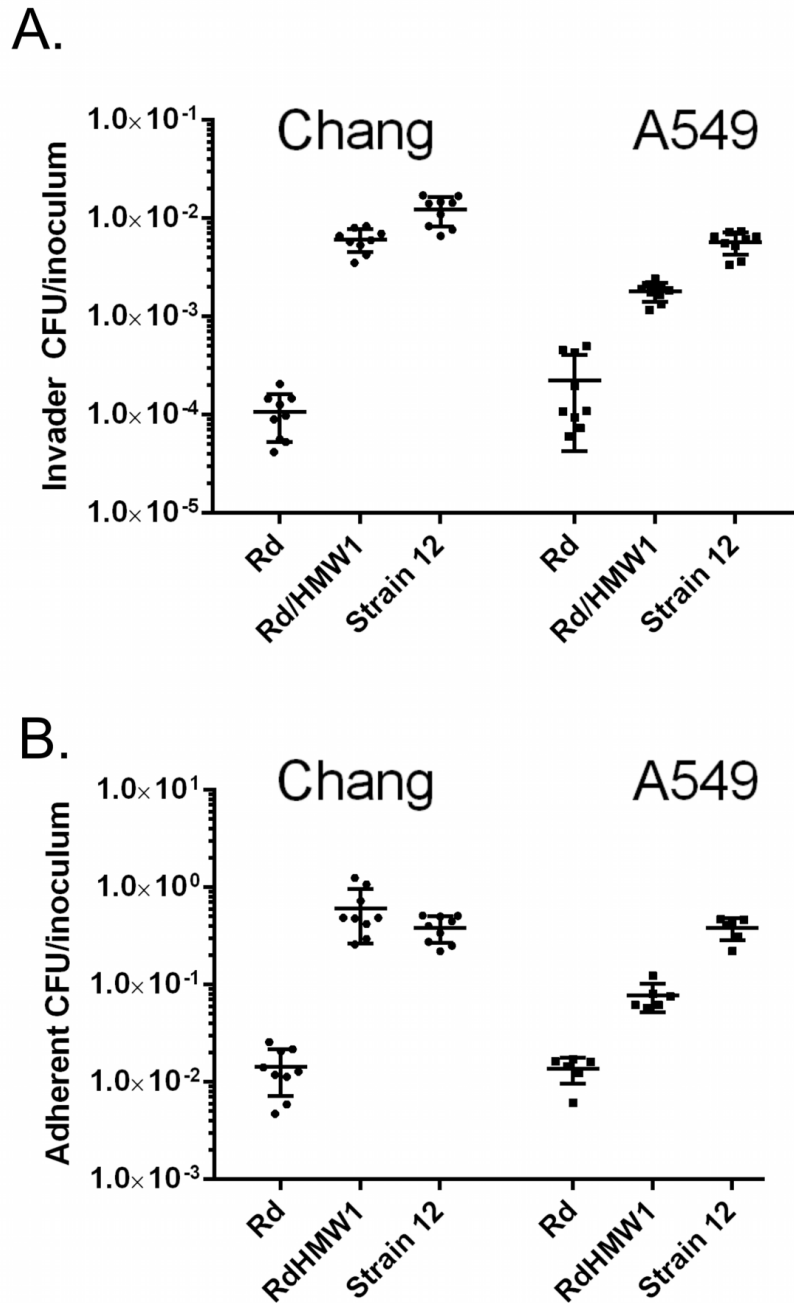 A.
Chang A549
Invader CFU/inoculum
1.0×10⁻¹
1.0×10⁻²
1.0×10⁻³
1.0×10⁻⁴
1.0×10⁻⁵
Rd
Rd/HMW1
Strain 12
Rd
Rd/HMW1
Strain 12
B.
Chang A549
Adherent CFU/inoculum
1.0×10¹
1.0×10⁰
1.0×10⁻¹
1.0×10⁻²
1.0×10⁻³
Rd
RdHMW1
Strain 12
Rd
RdHMW1
Strain 12